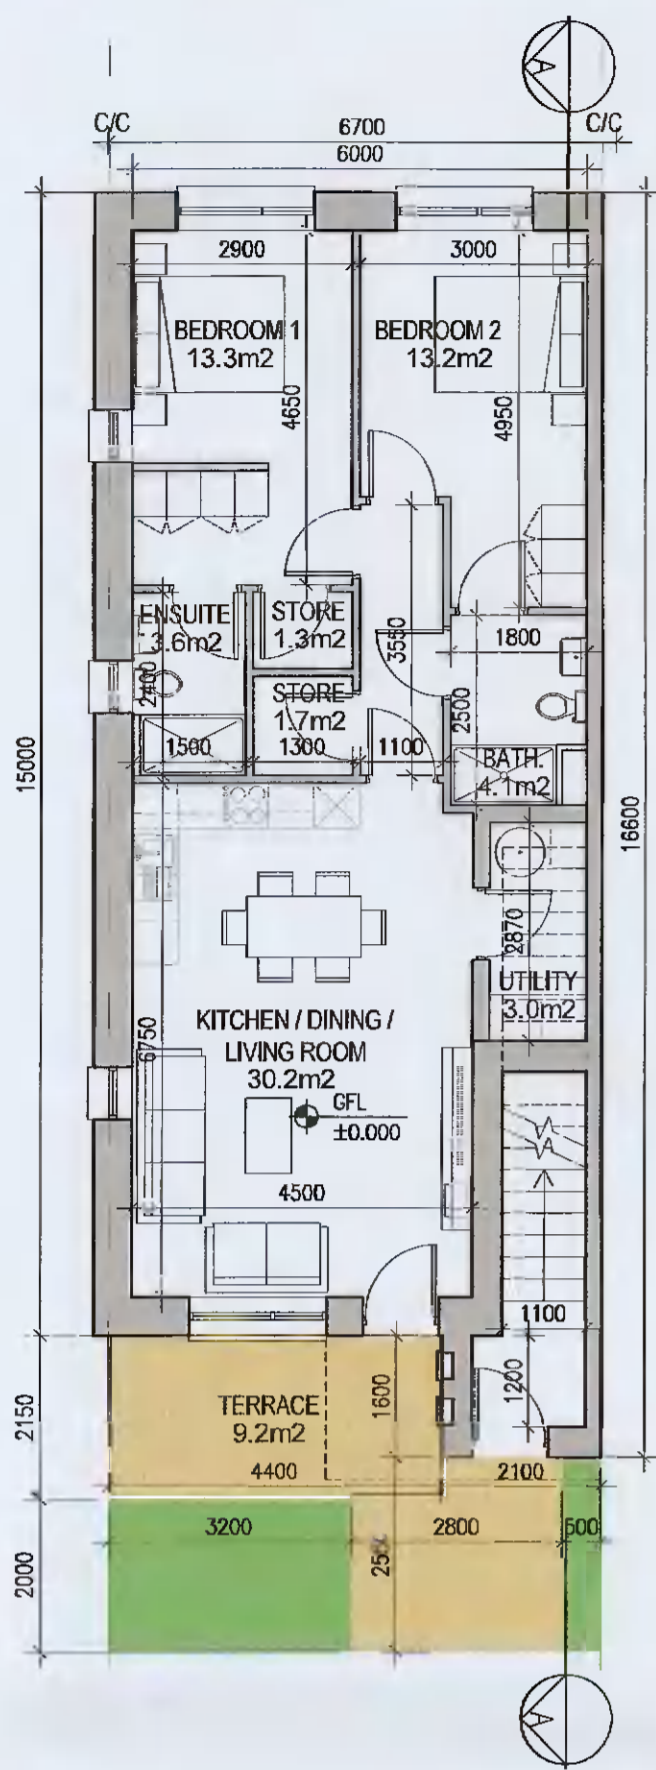 A
C/C
6700
C/C
6000
2900
3000
BEDROOM 1
13.3m2
BEDROOM 2
13.2m2
4650
4950
ENSUITE
3.6m2
STORE
1.3m2
3550
1800
2400
STORE
1.7m2
2500
1500
1300
1100
BATH.
4.1m2
15000
16600
2870
UTILITY
3.0m2
6750
KITCHEN / DINING /
LIVING ROOM
30.2m2
GFL
±0.000
4500
1100
1200
TERRACE
9.2m2
1600
2150
4400
2100
3200
2800
2000
A